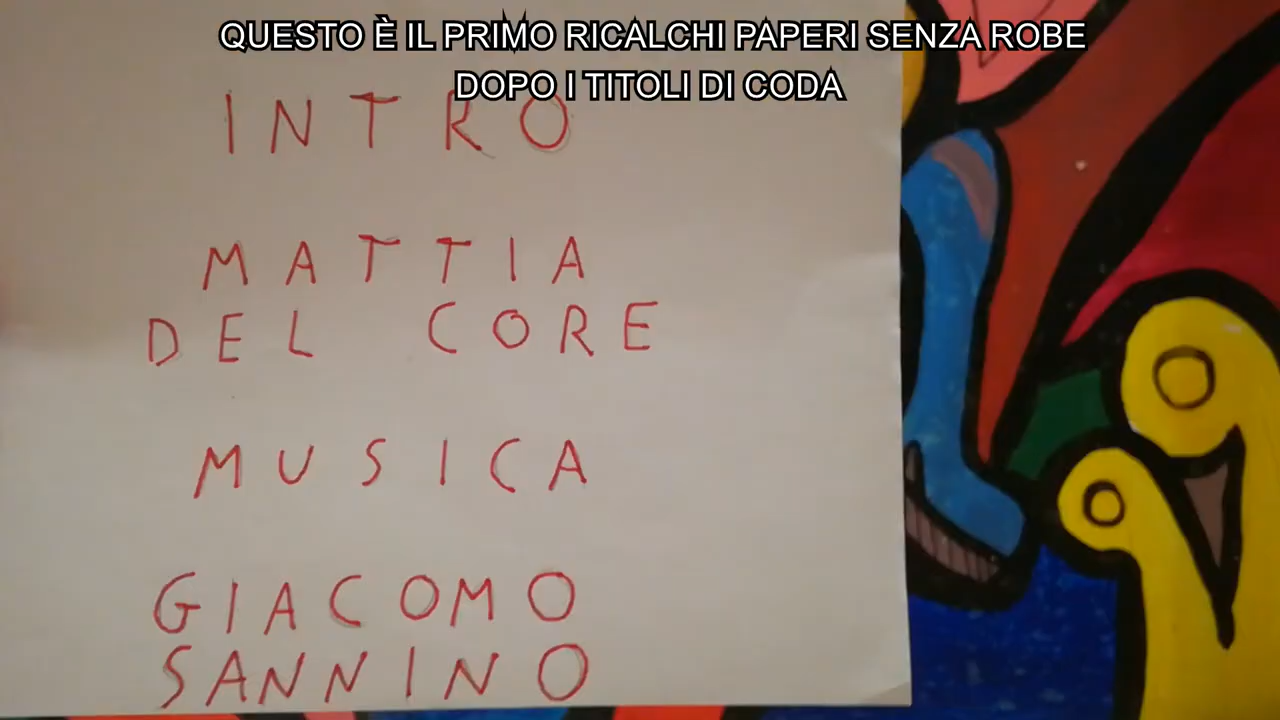 QUESTO È IL PRIMO RICALCHI PAPERI SENZA ROBE
DOPO I TITOLI DI CODA
INTRO
MATTIA
DEL CORE
MUSICA
GIACOMO
SANNINO